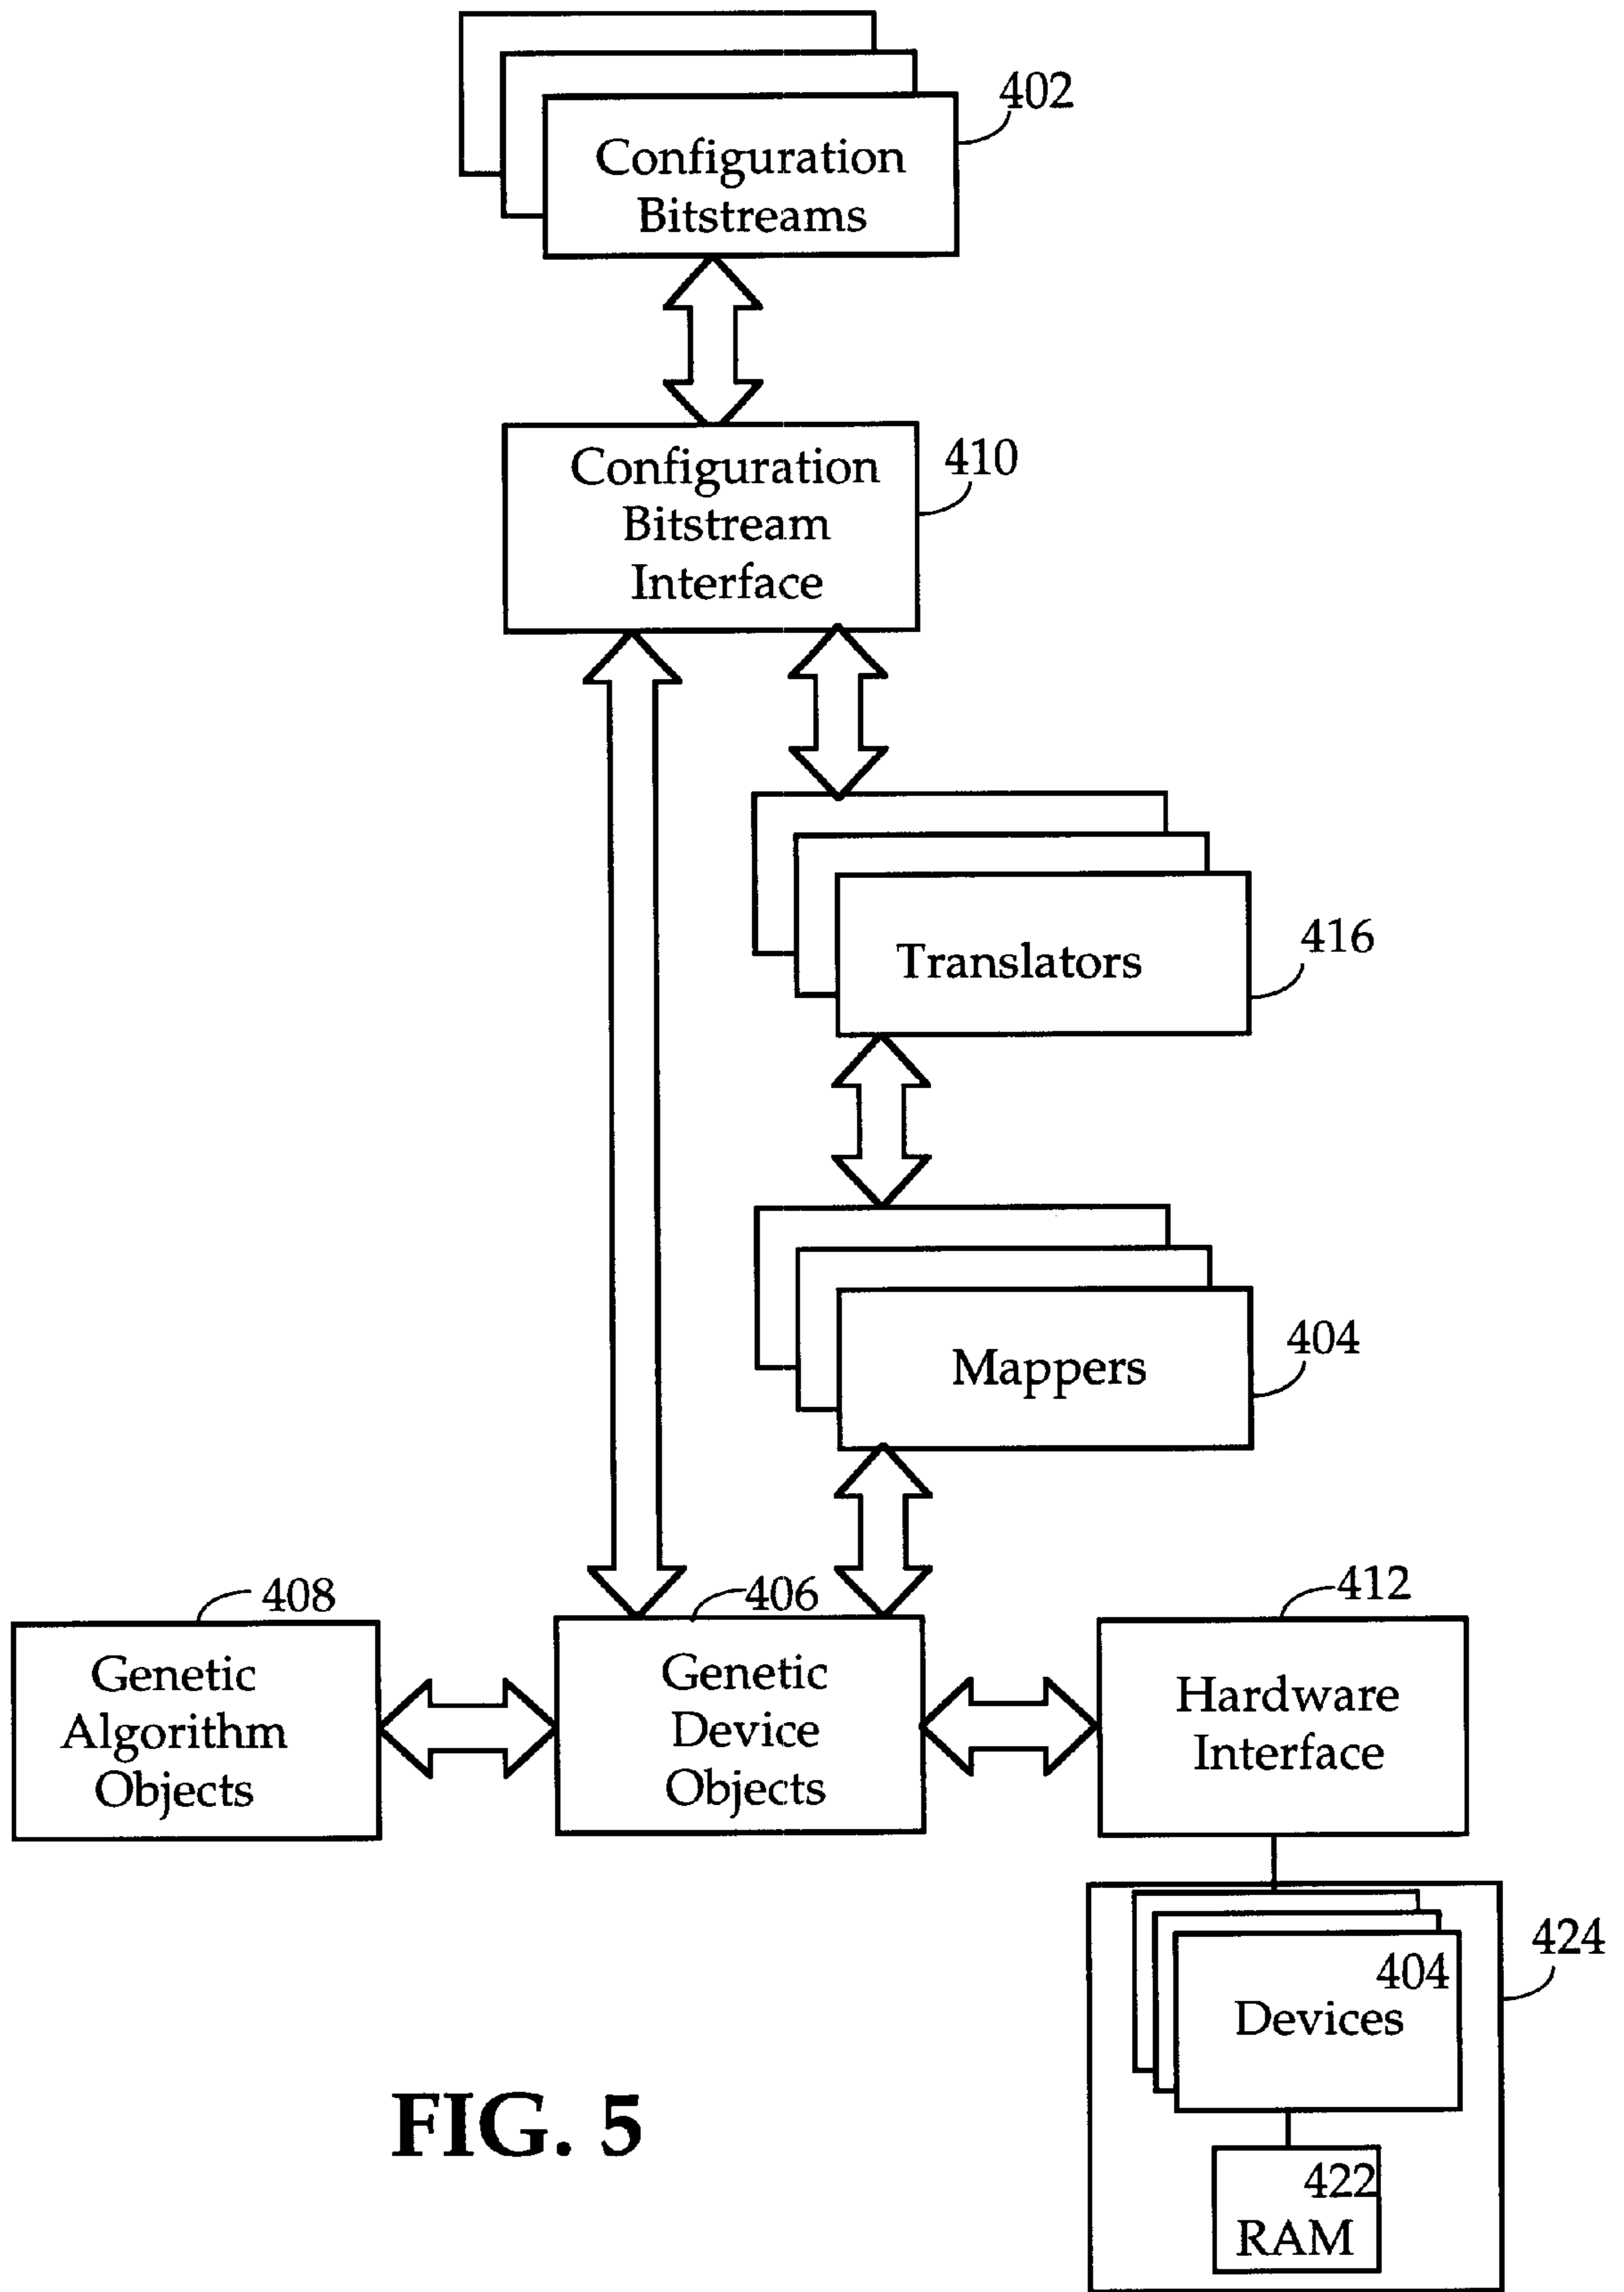 402
Configuration
Bitstreams
410
Configuration
Bitstream
Interface
416
Translators
404
Mappers
408
Genetic
Algorithm
Objects
406
Genetic
Device
Objects
412
Hardware
Interface
424
404
Devices
422
RAM
FIG. 5